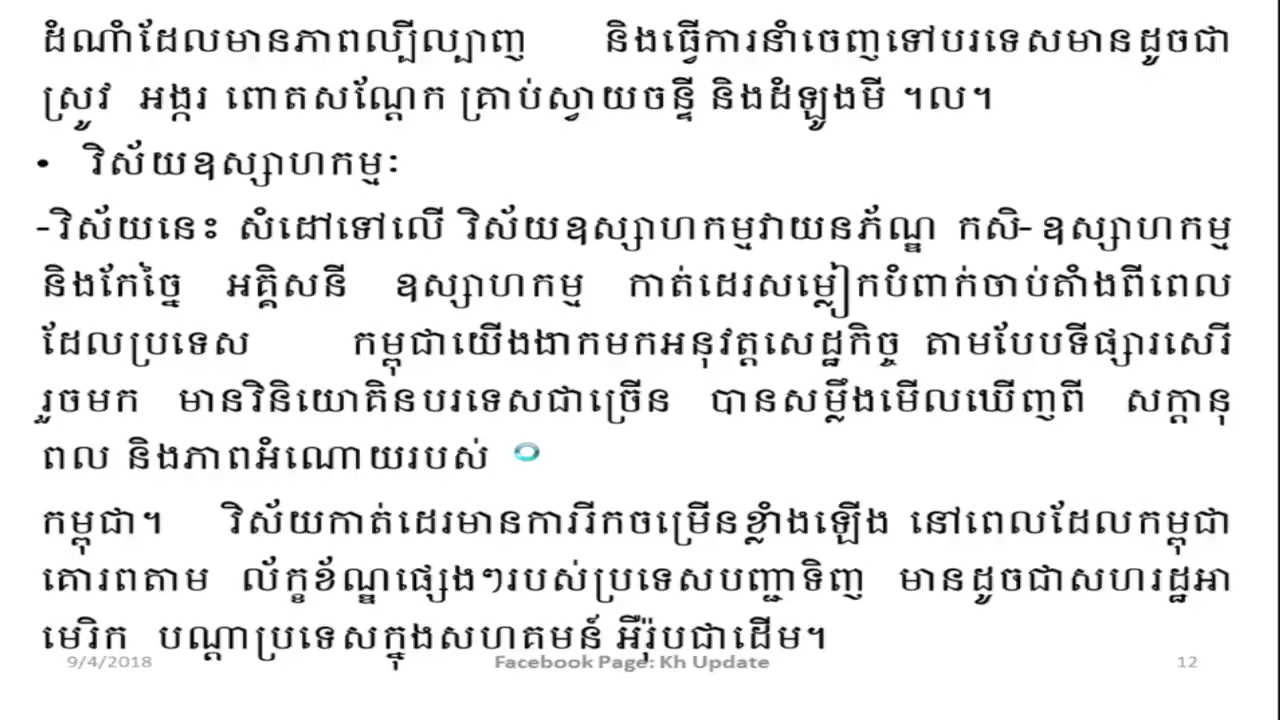 ដំណាំដែលមានភាពល្បីល្បាញ និងធ្វើការនាំចេញទៅបរទេសមានដូចជា
ស្រូវ អង្ករ ពោតសណ្ដែក គ្រាប់ស្វាយចន្ទី និងដំឡូងមី ។ល។
• វិស័យឧស្សាហកម្មៈ
-វិស័យនេះ សំដៅទៅលើ វិស័យឧស្សាហកម្មវាយនភ័ណ្ឌ កសិ-ឧស្សាហកម្ម
និងកែច្នៃ អគ្គិសនី ឧស្សាហកម្ម កាត់ដេរសម្លៀកបំពាក់ចាប់តាំងពីពេល
ដែលប្រទេស កម្ពុជាយើងងាកមកអនុវត្តសេដ្ឋកិច្ច តាមបែបទីផ្សារសេរី
រួចមក មានវិនិយោគិនបរទេសជាច្រើន បានសម្លឹងមើលឃើញពី សក្ដានុ
ពល និងភាពអំណោយរបស់
កម្ពុជា។ វិស័យកាត់ដេរមានការរីកចម្រើនខ្លាំងឡើង នៅពេលដែលកម្ពុជា
គោរពតាម ល័ក្ខខ័ណ្ឌផ្សេងៗរបស់ប្រទេសបញ្ជាទិញ មានដូចជាសហរដ្ឋអា
មេរិក បណ្ដាប្រទេសក្នុងសហគមន៍ អឺរ៉ុបជាដើម។
9/4/2018 Facebook Page: Kh Update 12